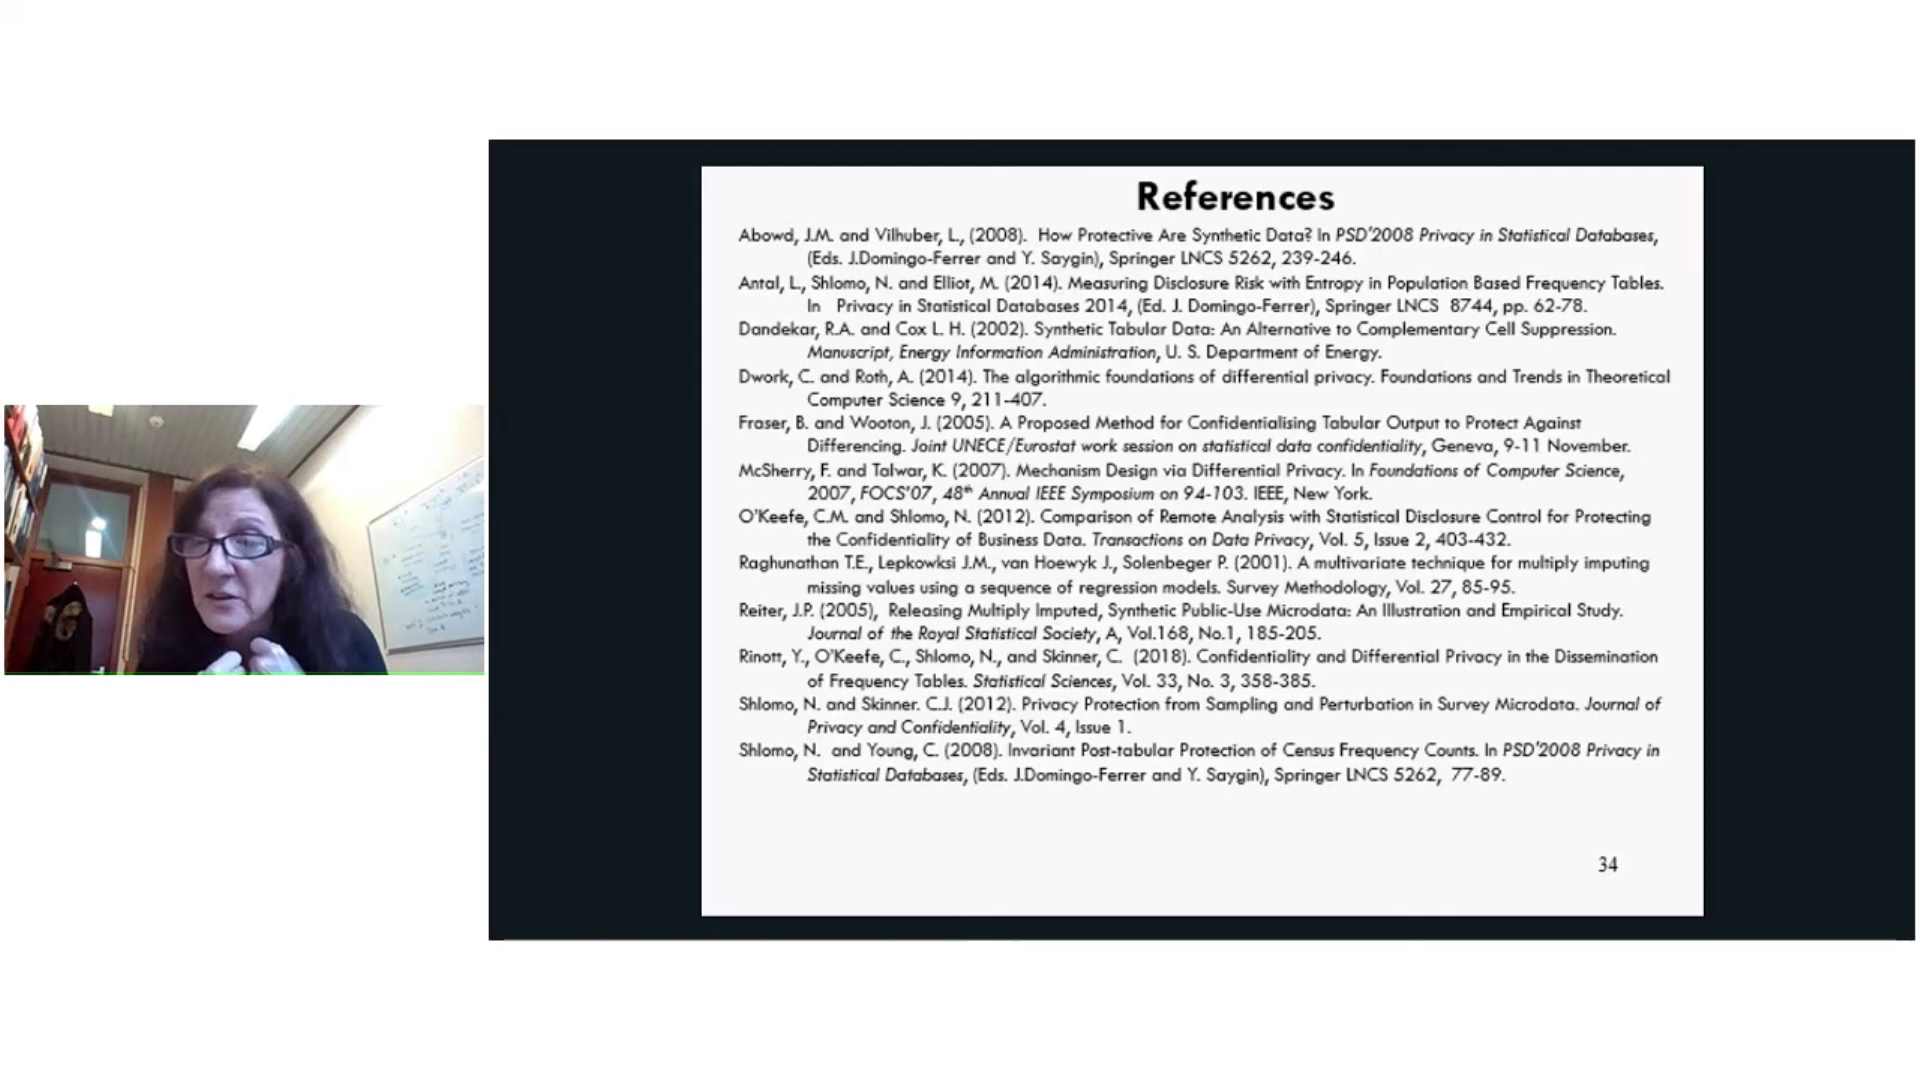 References
Abowd, J.M. and Vilhuber, L., (2008). How Protective Are Synthetic Data? In PSD'2008 Privacy in Statistical Databases,
(Eds. J.Domingo-Ferrer and Y. Saygin), Springer LNCS 5262, 239-246.
Antal, L., Shlomo, N. and Elliot, M. (2014). Measuring Disclosure Risk with Entropy in Population Based Frequency Tables.
In Privacy in Statistical Databases 2014, (Ed. J. Domingo-Ferrer), Springer LNCS 8744, pp. 62-78.
Dandekar, R.A. and Cox L. H. (2002). Synthetic Tabular Data: An Alternative to Complementary Cell Suppression.
Manuscript, Energy Information Administration, U. S. Department of Energy.
Dwork, C. and Roth, A. (2014). The algorithmic foundations of differential privacy. Foundations and Trends in Theoretical
Computer Science 9, 211-407.
Fraser, B. and Wooton, J. (2005). A Proposed Method for Confidentialising Tabular Output to Protect Against
Differencing. Joint UNECE/Eurostat work session on statistical data confidentiality, Geneva, 9-11 November.
McSherry, F. and Talwar, K. (2007). Mechanism Design via Differential Privacy. In Foundations of Computer Science,
2007, FOCS'07, 48th Annual IEEE Symposium on 94-103. IEEE, New York.
O'Keefe, C.M. and Shlomo, N. (2012). Comparison of Remote Analysis with Statistical Disclosure Control for Protecting
the Confidentiality of Business Data. Transactions on Data Privacy, Vol. 5, Issue 2, 403-432.
Raghunathan T.E., Lepkowksi J.M., van Hoewyk J., Solenbeger P. (2001). A multivariate technique for multiply imputing
missing values using a sequence of regression models. Survey Methodology, Vol. 27, 85-95.
Reiter, J.P. (2005), Releasing Multiply Imputed, Synthetic Public-Use Microdata: An Illustration and Empirical Study.
Journal of the Royal Statistical Society, A, Vol.168, No.1, 185-205.
Rinott, Y., O'Keefe, C., Shlomo, N., and Skinner, C. (2018). Confidentiality and Differential Privacy in the Dissemination
of Frequency Tables. Statistical Sciences, Vol. 33, No. 3, 358-385.
Shlomo, N. and Skinner. C.J. (2012). Privacy Protection from Sampling and Perturbation in Survey Microdata. Journal of
Privacy and Confidentiality, Vol. 4, Issue 1.
Shlomo, N. and Young, C. (2008). Invariant Post-tabular Protection of Census Frequency Counts. In PSD'2008 Privacy in
Statistical Databases, (Eds. J.Domingo-Ferrer and Y. Saygin), Springer LNCS 5262, 77-89.
34